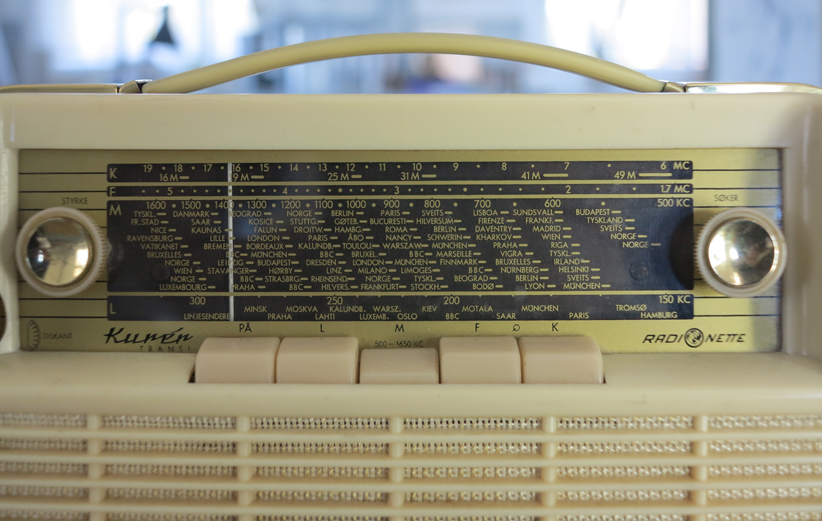 K 19 18 17 16 15 14 13 12 11 10 9 8 7 6 MC
16 M 25 M 31 M 41 M 49 M
F 5 4 3 2 1.7 MC
M 1600 1500 1300 1200 1100 1000 900 800 700 600 500 KC
STYRKE SØKER
TYSKL. DANMARK NORGE BERLIN PARIS SVEITS LISBOA SUNDSVALL BUDAPEST
FR. STAD SAAR KOSICE STUTTG. GØTEB. BUCURESTI HILVERSUM FIRENZE FRANKF. TYSKLAND
NICE KAUNAS FALUN DROITW. HAMBG. ROMA BERLIN DAVENTRY MADRID SVEITS
RAVENSBURG LILLE LONDON PARIS ÅBO NANCY SCHWERIN KHARKOV WIEN NORGE
VATIKANET BORDEAUX KALUNDB. TOULOU WARSZAW MÜNCHEN PRAHA RIGA NORGE
BRUXELLES MÜNCHEN BBC BRUXEL. BBC MARSEILLE VIGRA TYSKL.
NORGE BUDAPEST DRESDEN LONDON MÜNCHEN FINNMARK BRUXELLES IRLAND
WIEN HØRBY LINZ MILANO LIMOGES BBC NÜRNBERG HELSINKI
NORGE BBC STRASBRG RHEINSEND NORGE TYSKL. BEOGRAD BERLIN SVEITS
LUXEMBOURG BBC HILVERS. FRANKFURT STOCKH. BODØ LYON MÜNCHEN
L 300 250 200 150 KC
MINSK MOSKVA KALUNDB. WARSZ. KIEV MOTALA MÜNCHEN TROMSØ
LINJESENDERE PRAHA LAHTI LUXEMB. OSLO BBC SAAR PARIS HAMBURG
DISKANT Kurér PÅ L M F K RADIONETTE
TRANSI 500-1650 KC